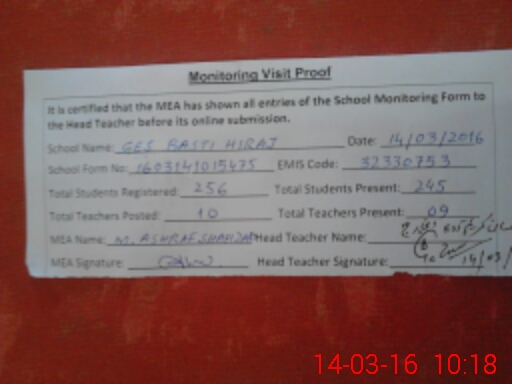 Monitoring Visit Proof
It is certified that the MEA has shown all entries of the School Monitoring Form to
the Head Teacher before its online submission.
School Name: GES BASTI HIRAJ Date: 14/03/2016
School Form No: 1603141015475 EMIS Code: 32330753
Total Students Registered: 256 Total Students Present: 245
Total Teachers Posted: 10 Total Teachers Present: 09
MEA Name: M. ASHRAF SHAHZAD Head Teacher Name:
MEA Signature: Head Teacher Signature: 14/03/
14-03-16 10:18